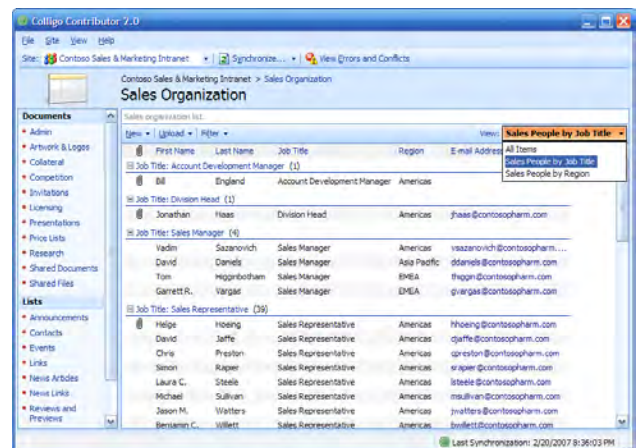 Colligo Contributor 2.0
File Site View Help
Site: Contoso Sales & Marketing Intranet Synchronize... View Errors and Conflicts
Contoso Sales & Marketing Intranet > Sales Organization
Sales Organization
Documents
Admin
Artwork & Logos
Collateral
Competition
Invitations
Licensing
Presentations
Price Lists
Research
Shared Documents
Shared Files
Lists
Announcements
Contacts
Events
Links
News Articles
News Links
Reviews and Previews
Sales organization list.
New Upload Filter View: Sales People by Job Title
All Items
Sales People by Job Title
Sales People by Region
First Name Last Name Job Title Region E-mail Address
Job Title: Account Development Manager (1)
Bill England Account Development Manager Americas
Job Title: Division Head (1)
Jonathan Haas Division Head Americas jhaas@contosopharm.com
Job Title: Sales Manager (4)
Vadim Sazanovich Sales Manager Americas vsazanovich@contosopharm....
David Daniels Sales Manager Asia Pacific ddaniels@contosopharm.com
Tom Higginbotham Sales Manager EMEA thiggin@contosopharm.com
Garrett R. Vargas Sales Manager EMEA gvargas@contosopharm.com
Job Title: Sales Representative (39)
Helge Hoeing Sales Representative Americas hhoeing@contosopharm.com
David Jaffe Sales Representative Americas djaffe@contosopharm.com
Chris Preston Sales Representative Americas cpreston@contosopharm.com
Simon Rapier Sales Representative Americas srapier@contosopharm.com
Laura C. Steele Sales Representative Americas lsteele@contosopharm.com
Michael Sullivan Sales Representative Americas msullivan@contosopharm.com
Jason M. Watters Sales Representative Americas jwatters@contosopharm.com
Benjamin C. Willett Sales Representative Americas bwillett@contosopharm.com
Last Synchronization: 2/20/2007 8:36:03 PM